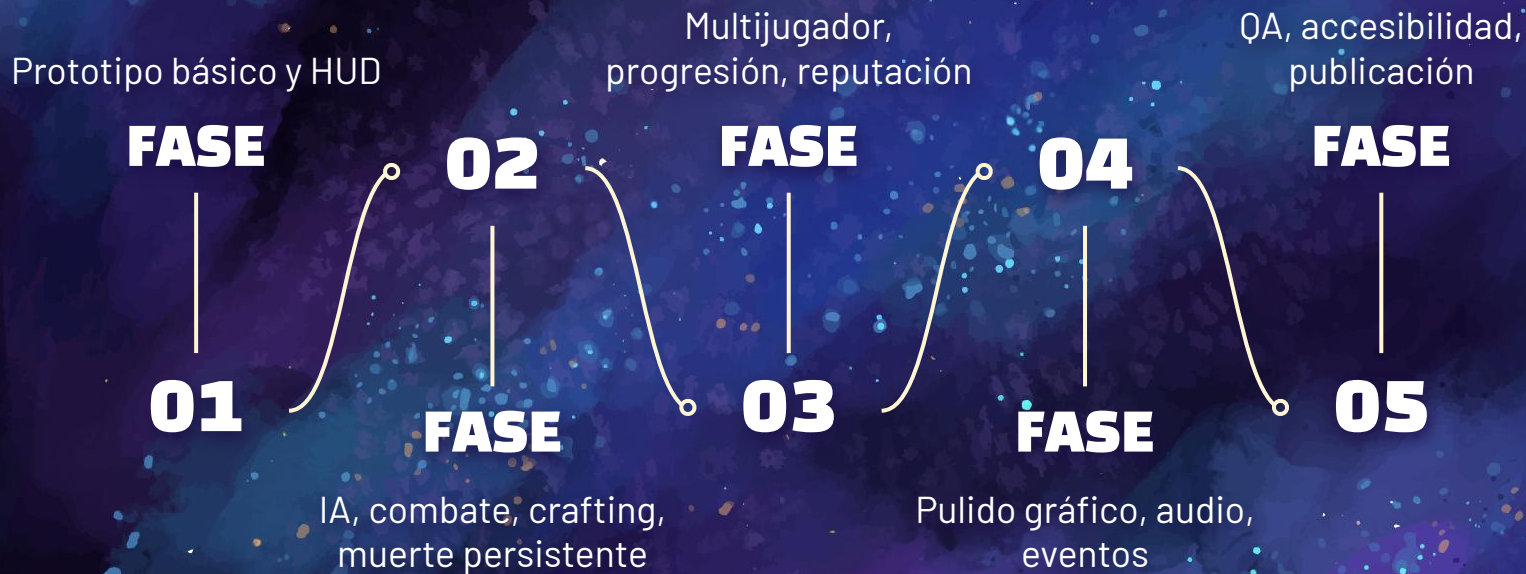 Prototipo básico y HUD
FASE
01
02
FASE
IA, combate, crafting,
muerte persistente
Multijugador,
progresión, reputación
FASE
03
04
FASE
Pulido gráfico, audio,
eventos
QA, accesibilidad,
publicación
FASE
05